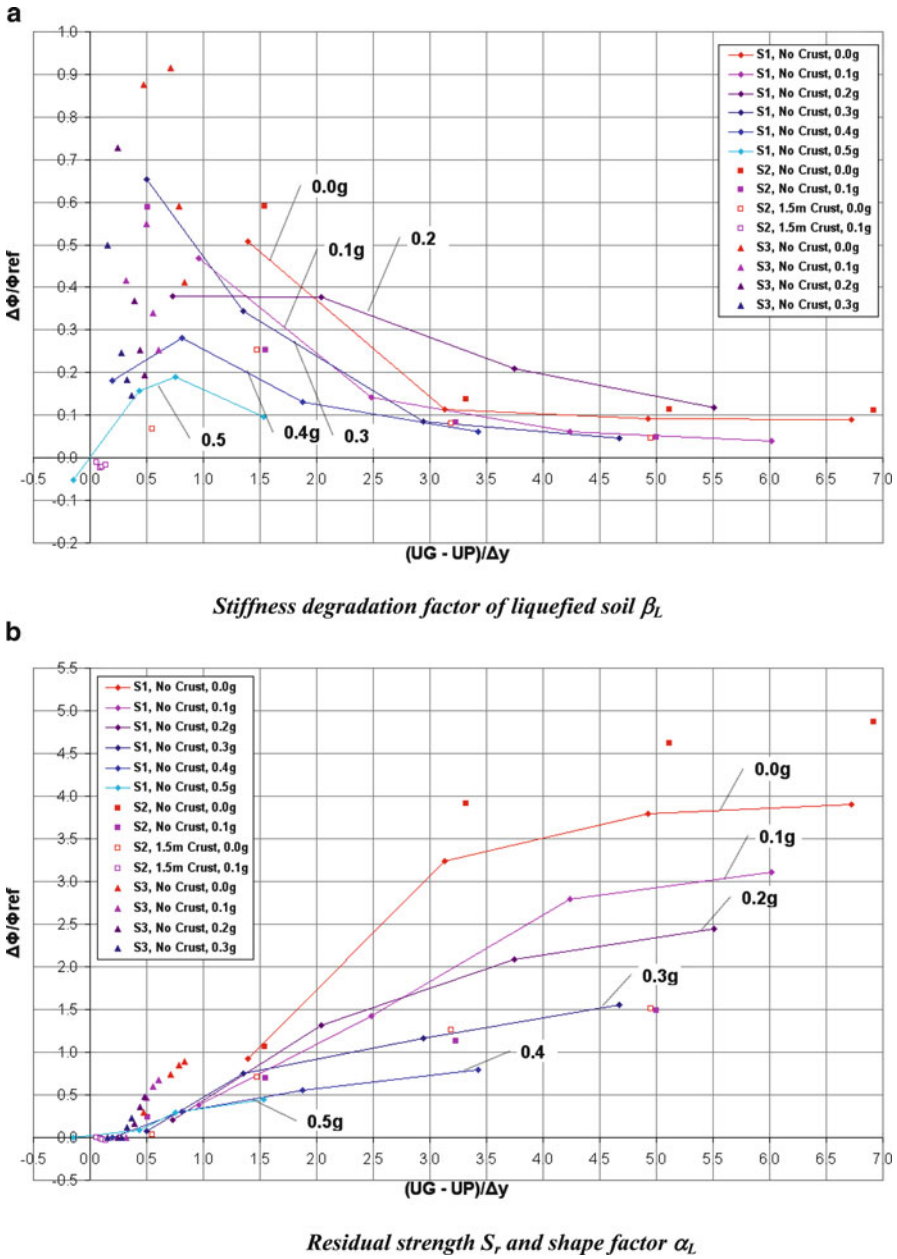 a
1.0
0.9
0.8
0.7
0.6
0.5
0.4
0.3
0.2
0.1
0.0
-0.1
-0.2
ΔΦ/Φref
0.0g
0.1g
0.2
0.5
0.4g
0.3
S1, No Crust, 0.0g
S1, No Crust, 0.1g
S1, No Crust, 0.2g
S1, No Crust, 0.3g
S1, No Crust, 0.4g
S1, No Crust, 0.5g
S2, No Crust, 0.0g
S2, No Crust, 0.1g
S2, 1.5m Crust, 0.0g
S2, 1.5m Crust, 0.1g
S3, No Crust, 0.0g
S3, No Crust, 0.1g
S3, No Crust, 0.2g
S3, No Crust, 0.3g
-0.5 0.0 0.5 1.0 1.5 2.0 2.5 3.0 3.5 4.0 4.5 5.0 5.5 6.0 6.5 7.0
(UG - UP)/Δy
Stiffness degradation factor of liquefied soil βL
b
5.5
5.0
4.5
4.0
3.5
3.0
2.5
2.0
1.5
1.0
0.5
0.0
-0.5
ΔΦ/Φref
S1, No Crust, 0.0g
S1, No Crust, 0.1g
S1, No Crust, 0.2g
S1, No Crust, 0.3g
S1, No Crust, 0.4g
S1, No Crust, 0.5g
S2, No Crust, 0.0g
S2, No Crust, 0.1g
S2, 1.5m Crust, 0.0g
S2, 1.5m Crust, 0.1g
S3, No Crust, 0.0g
S3, No Crust, 0.1g
S3, No Crust, 0.2g
S3, No Crust, 0.3g
0.0g
0.1g
0.2g
0.3g
0.4
0.5g
-0.5 0.0 0.5 1.0 1.5 2.0 2.5 3.0 3.5 4.0 4.5 5.0 5.5 6.0 6.5 7.0
(UG - UP)/Δy
Residual strength Sr and shape factor αL